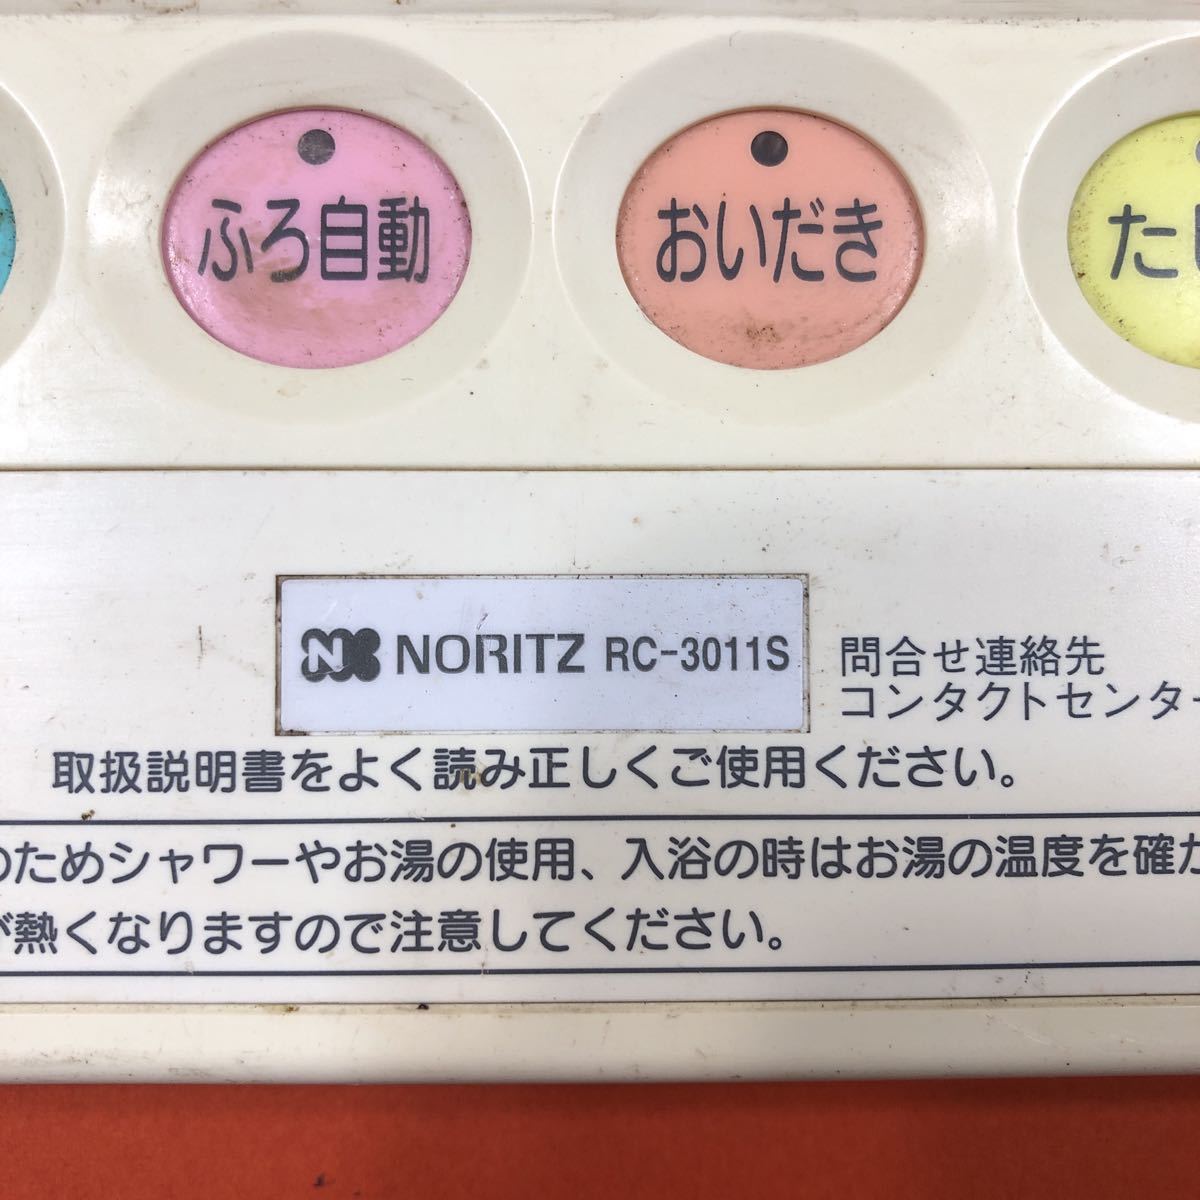 ふろ自動
おいだき
た
NORITZ RC-3011S
問合せ連絡先
コンタクトセンター
取扱説明書をよく読み正しくご使用ください。
のためシャワーやお湯の使用、入浴の時はお湯の温度を確か
が熱くなりますので注意してください。